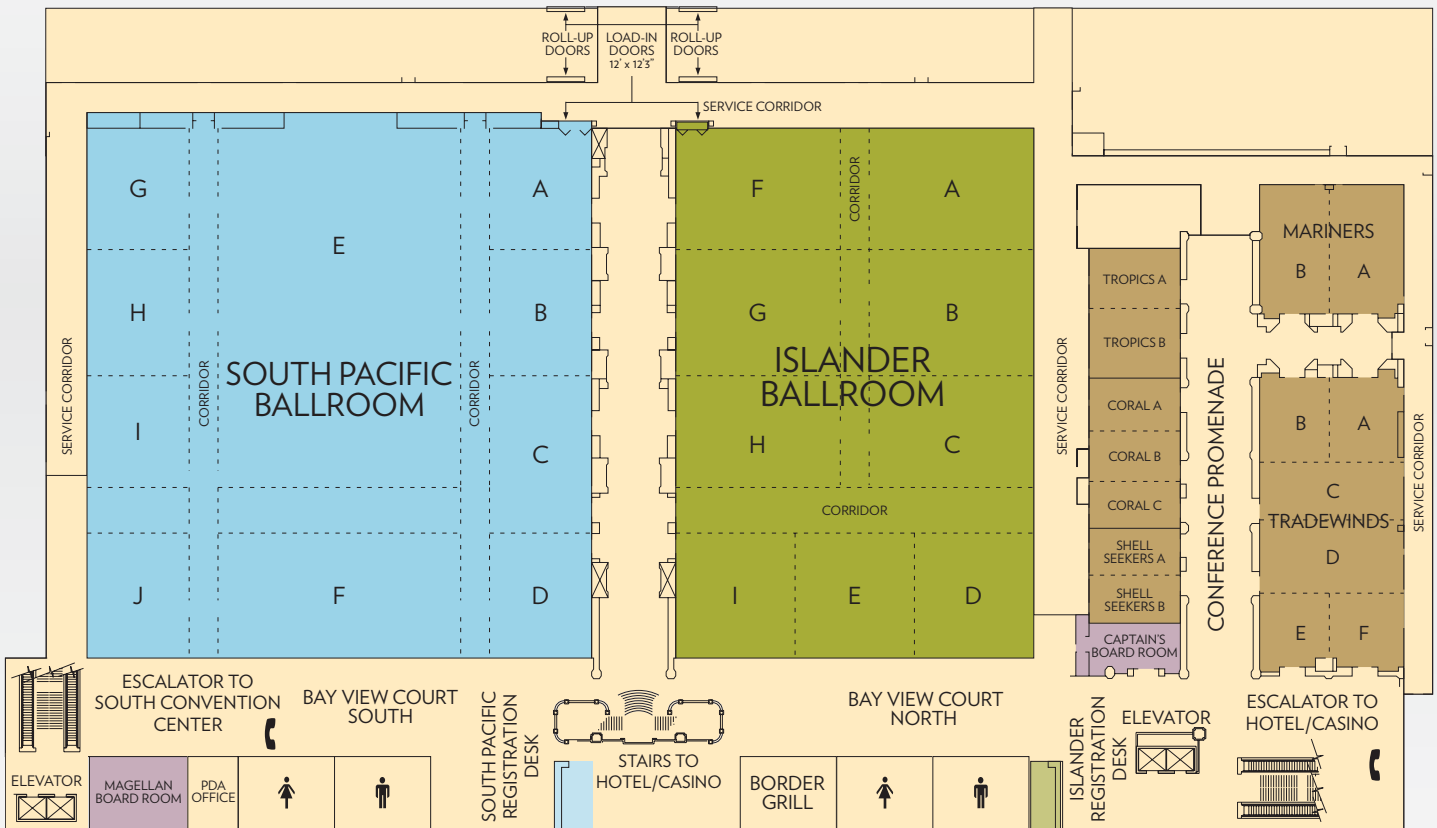 ROLL-UP
DOORS
LOAD-IN
DOORS
12' x 12'3"
ROLL-UP
DOORS
SERVICE CORRIDOR
G
E
A
H
B
I
C
J
F
D
SOUTH PACIFIC
BALLROOM
CORRIDOR
CORRIDOR
SERVICE CORRIDOR
F
A
CORRIDOR
G
B
ISLANDER
BALLROOM
H
C
CORRIDOR
I
E
D
SERVICE CORRIDOR
TROPICS A
TROPICS B
CORAL A
CORAL B
CORAL C
SHELL
SEEKERS A
SHELL
SEEKERS B
CAPTAIN'S
BOARD ROOM
CONFERENCE PROMENADE
MARINERS
B
A
B
A
C
TRADEWINDS
D
E
F
SERVICE CORRIDOR
ESCALATOR TO
SOUTH CONVENTION
CENTER
BAY VIEW COURT
SOUTH
SOUTH PACIFIC
REGISTRATION
DESK
STAIRS TO
HOTEL/CASINO
BAY VIEW COURT
NORTH
ISLANDER
REGISTRATION
DESK
ELEVATOR
ESCALATOR TO
HOTEL/CASINO
ELEVATOR
MAGELLAN
BOARD ROOM
PDA
OFFICE
BORDER
GRILL